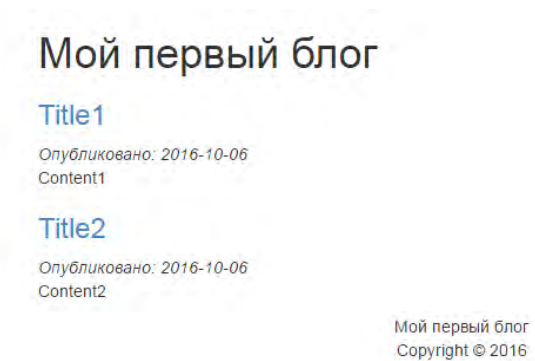 Мой первый блог
Title1
Опубликовано: 2016-10-06
Content1
Title2
Опубликовано: 2016-10-06
Content2
Мой первый блог
Copyright © 2016